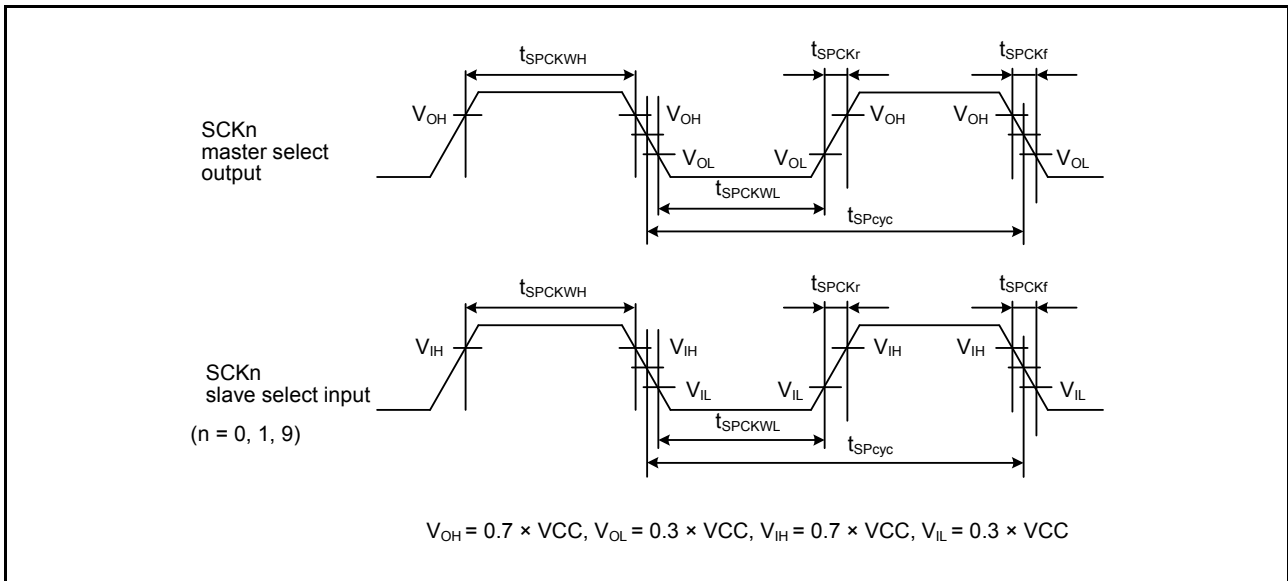 tSPCKWH
tSPCKr
tSPCKf
VOH
VOH
VOH
VOH
SCKn
master select
output
VOL
VOL
VOL
tSPCKWL
tSPcyc
tSPCKWH
tSPCKr
tSPCKf
VIH
VIH
VIH
VIH
SCKn
slave select input
VIL
VIL
VIL
(n = 0, 1, 9)
tSPCKWL
tSPcyc
VOH = 0.7 × VCC, VOL = 0.3 × VCC, VIH = 0.7 × VCC, VIL = 0.3 × VCC